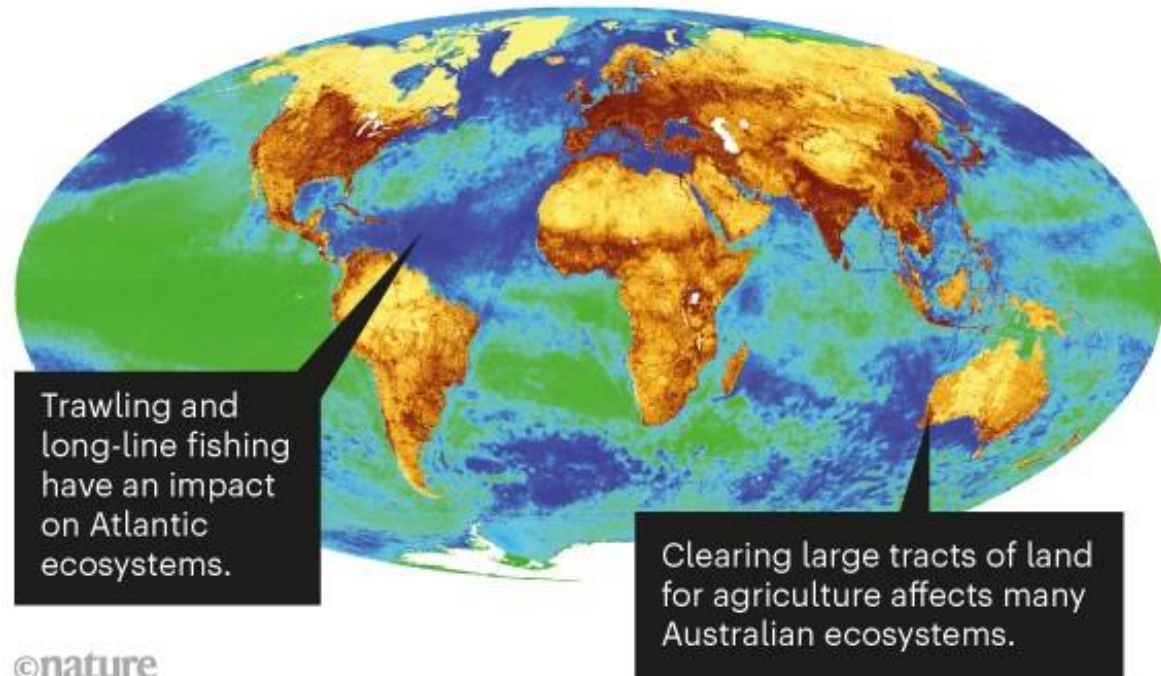 Trawling and
long-line fishing
have an impact
on Atlantic
ecosystems.
Clearing large tracts of land
for agriculture affects many
Australian ecosystems.
©nature